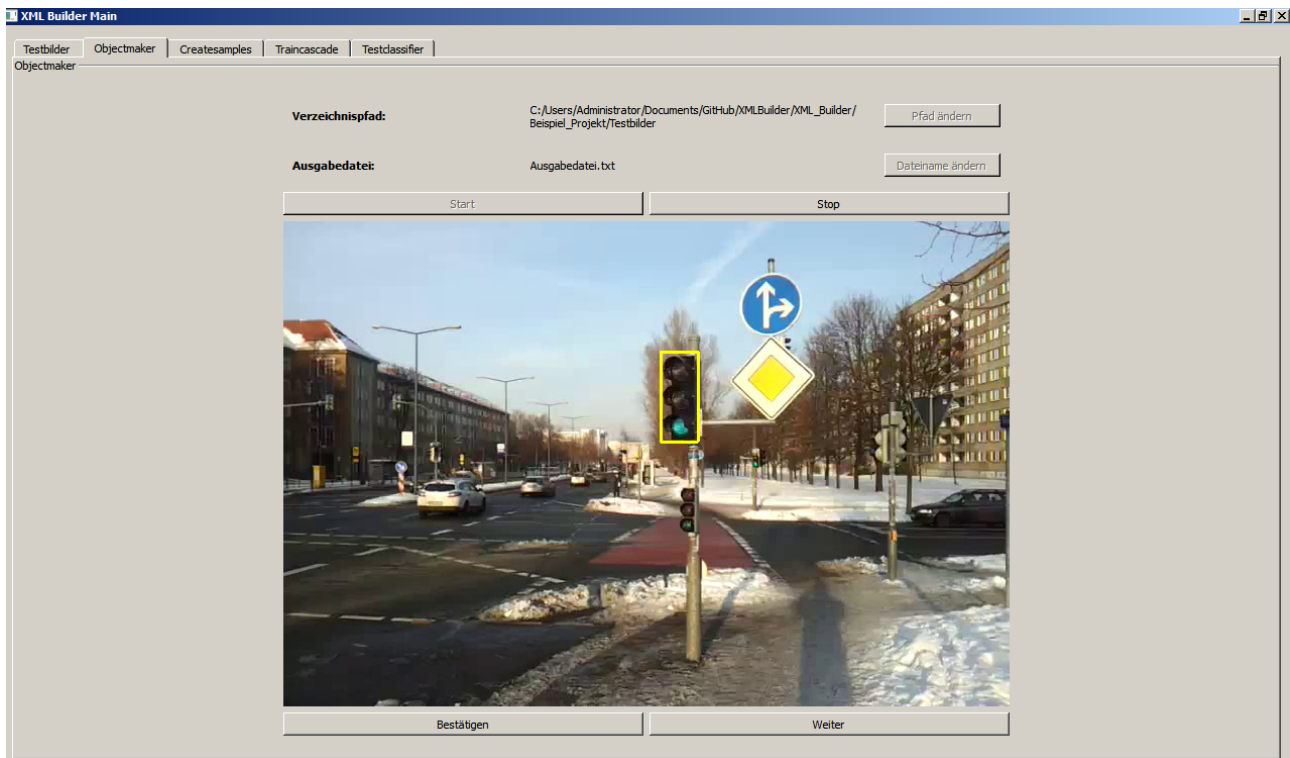 XML Builder Main
Testbilder Objectmaker Createsamples Traincascade Testclassifier
Objectmaker
Verzeichnispfad: C:/Users/Administrator/Documents/GitHub/XMLBuilder/XML_Builder/
Beispiel_Projekt/Testbilder Pfad ändern
Ausgabedatei: Ausgabedatei.txt Dateiname ändern
Start Stop
Bestätigen Weiter